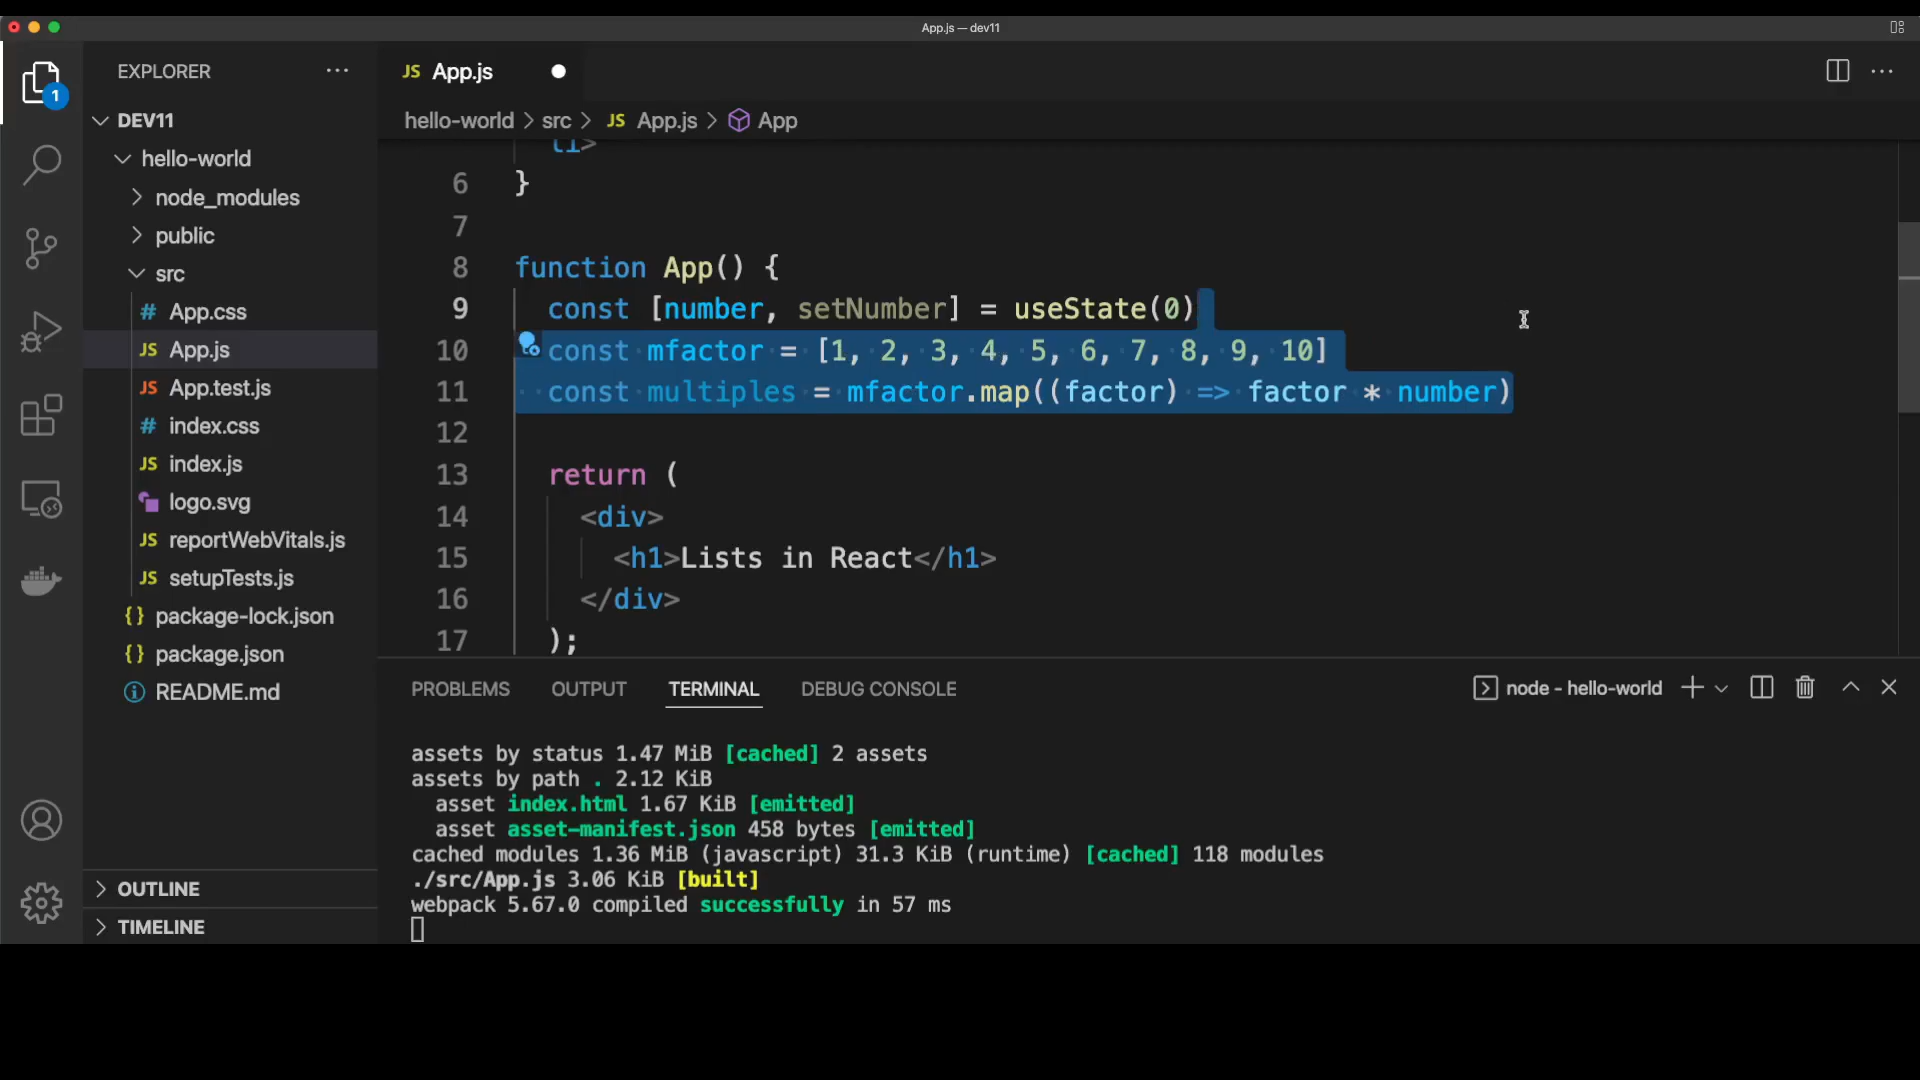 App.js — dev11
EXPLORER
1
DEV11
hello-world
node_modules
public
src
# App.css
JS App.js
JS App.test.js
# index.css
JS index.js
logo.svg
JS reportWebVitals.js
JS setupTests.js
{} package-lock.json
{} package.json
README.md
OUTLINE
TIMELINE
JS App.js
hello-world > src > JS App.js > App
li>
6 }
7
8 function App() {
9 const [number, setNumber] = useState(0)
10 const mfactor = [1, 2, 3, 4, 5, 6, 7, 8, 9, 10]
11 const multiples = mfactor.map((factor) => factor * number)
12
13 return (
14 <div>
15 <h1>Lists in React</h1>
16 </div>
17 );
PROBLEMS OUTPUT TERMINAL DEBUG CONSOLE
node - hello-world
assets by status 1.47 MiB [cached] 2 assets
assets by path . 2.12 KiB
asset index.html 1.67 KiB [emitted]
asset asset-manifest.json 458 bytes [emitted]
cached modules 1.36 MiB (javascript) 31.3 KiB (runtime) [cached] 118 modules
./src/App.js 3.06 KiB [built]
webpack 5.67.0 compiled successfully in 57 ms